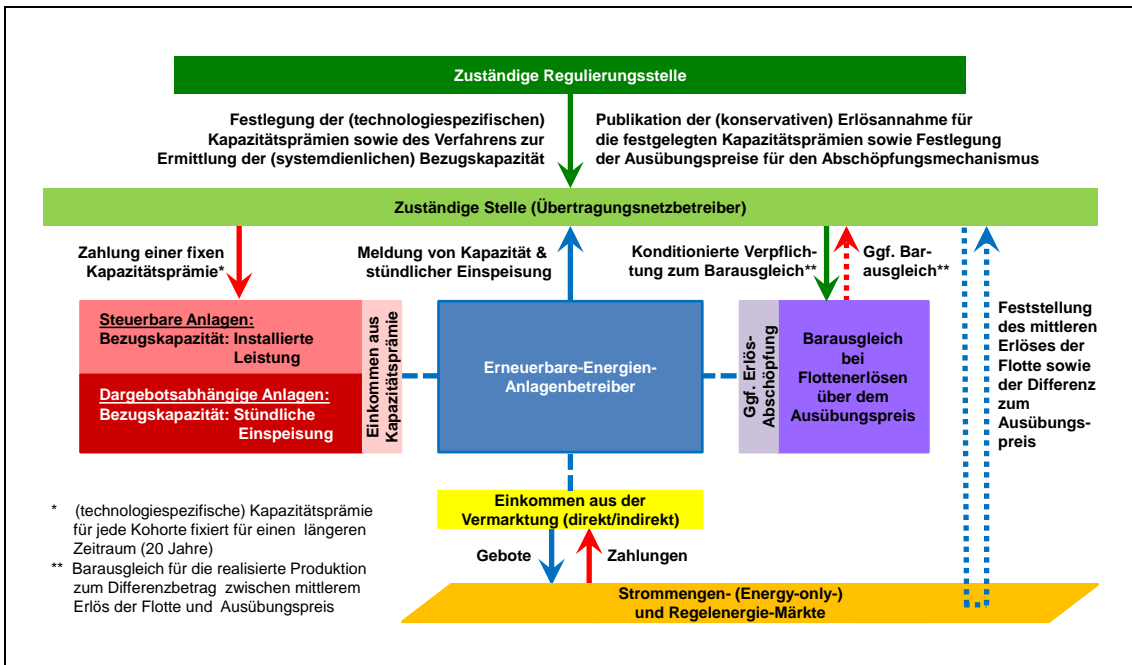 Zuständige Regulierungsstelle
Festlegung der (technologiespezifischen)
Kapazitätsprämien sowie des Verfahrens zur
Ermittlung der (systemdienlichen) Bezugskapazität
Publikation der (konservativen) Erlösannahme für
die festgelegten Kapazitätsprämien sowie Festlegung
der Ausübungspreise für den Abschöpfungsmechanismus
Zuständige Stelle (Übertragungsnetzbetreiber)
Zahlung einer fixen
Kapazitätsprämie*
Meldung von Kapazität &
stündlicher Einspeisung
Konditionierte Verpflich-
tung zum Barausgleich**
Ggf. Bar-
ausgleich**
Steuerbare Anlagen:
Bezugskapazität: Installierte
Leistung
Dargebotsabhängige Anlagen:
Bezugskapazität: Stündliche
Einspeisung
Einkommen aus
Kapazitätsprämie
Erneuerbare-Energien-
Anlagenbetreiber
Ggf. Erlös-
Abschöpfung
Barausgleich
bei
Flottenerlösen
über dem
Ausübungspreis
Feststellung
des mittleren
Erlöses der
Flotte sowie
der Differenz
zum
Ausübungs-
preis
Einkommen aus der
Vermarktung (direkt/indirekt)
Gebote
Zahlungen
Strommengen- (Energy-only-)
und Regelenergie-Märkte
* (technologiespezifische) Kapazitätsprämie
für jede Kohorte fixiert für einen längeren
Zeitraum (20 Jahre)
** Barausgleich für die realisierte Produktion
zum Differenzbetrag zwischen mittlerem
Erlös der Flotte und Ausübungspreis